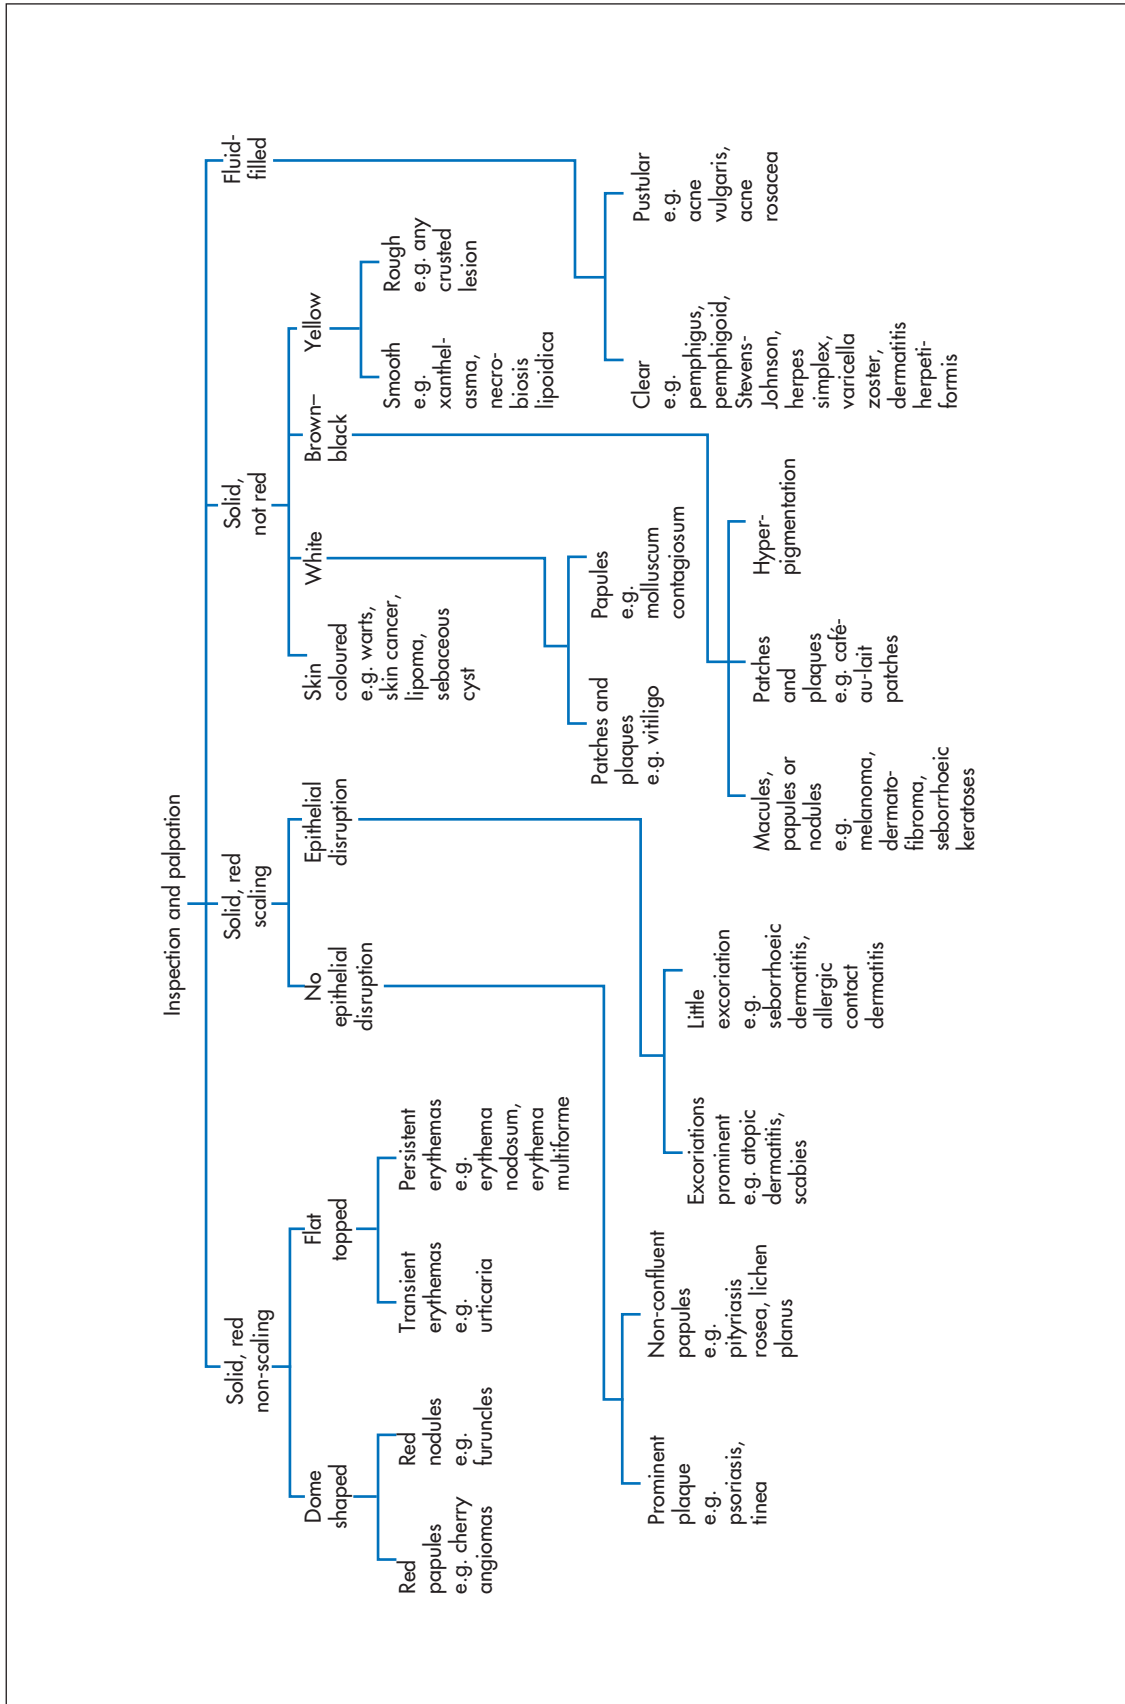 Inspection and palpation
Solid, red
non-scaling
Dome
shaped
Red
papules
e.g. cherry
angiomas
Red
nodules
e.g.
furuncles
Flat
topped
Transient
erythemas
e.g.
urticaria
Persistent
erythemas
e.g.
erythema
nodosum,
erythema
multiforme
Solid, red
scaling
No
epithelial
disruption
Prominent
plaque
e.g.
psoriasis,
tinea
Non-confluent
papules
e.g.
pityriasis
rosea, lichen
planus
Epithelial
disruption
Excoriations
prominent
e.g. atopic
dermatitis,
scabies
Little
excoriation
e.g.
seborrhoeic
dermatitis,
allergic
contact
dermatitis
Solid,
not red
Skin
coloured
e.g. warts,
skin cancer,
lipoma,
sebaceous
cyst
White
Patches and
plaques
e.g. vitiligo
Papules
e.g.
molluscum
contagiosum
Brown–
black
Macules,
papules or
nodules
e.g.
melanoma,
dermato-
fibroma,
seborrhoeic
keratoses
Patches
and
plaques
e.g. café-
au-lait
patches
Hyper-
pigmentation
Yellow
Smooth
e.g.
xanthel-
asma,
necro-
biosis
lipoidica
Rough
e.g. any
crusted
lesion
Fluid-
filled
Clear
e.g.
pemphigus,
pemphigoid,
Stevens-
Johnson,
herpes
simplex,
varicella
zoster,
dermatitis
herpeti-
formis
Pustular
e.g.
acne
vulgaris,
acne
rosacea